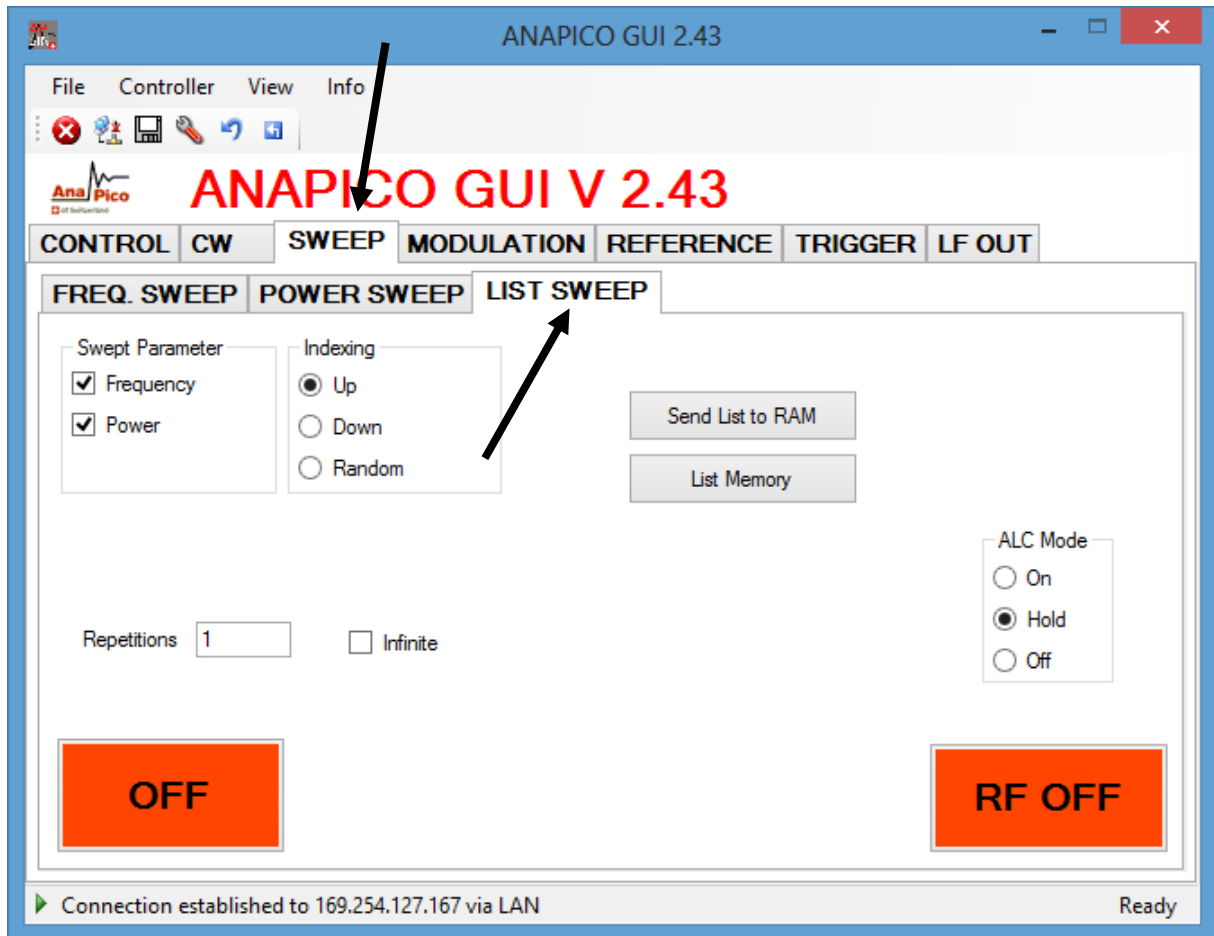 ANAPICO GUI 2.43
File Controller View Info
Ana Pico
ANAPICO GUI V 2.43
CONTROL CW SWEEP MODULATION REFERENCE TRIGGER LF OUT
FREQ. SWEEP POWER SWEEP LIST SWEEP
Swept Parameter Indexing
Frequency Up
Power Down
Random
Send List to RAM
List Memory
ALC Mode
On
Hold
Off
Repetitions 1 Infinite
OFF RF OFF
Connection established to 169.254.127.167 via LAN Ready